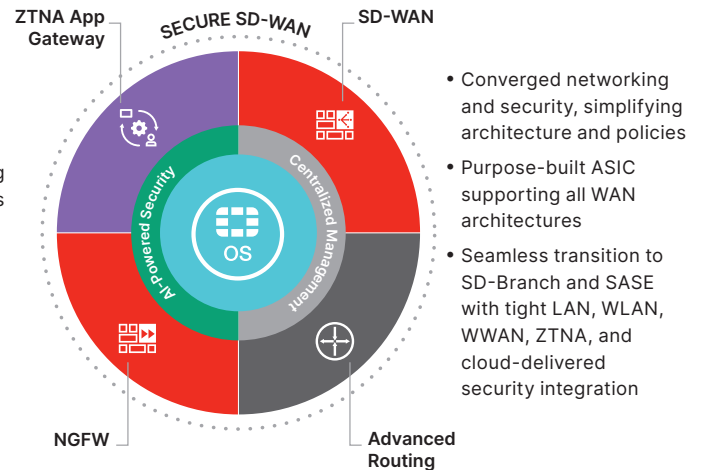 ZTNA App
Gateway
SECURE SD-WAN
SD-WAN
AI-Powered Security
Centralized Management
OS
NGFW
Advanced
Routing
• Converged networking
and security, simplifying
architecture and policies
• Purpose-built ASIC
supporting all WAN
architectures
• Seamless transition to
SD-Branch and SASE
with tight LAN, WLAN,
WWAN, ZTNA, and
cloud-delivered
security integration